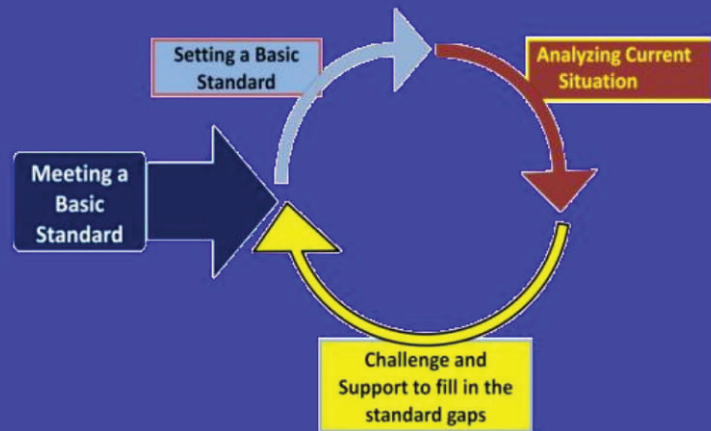 Setting a Basic
Standard
Analyzing Current
Situation
Meeting a
Basic
Standard
Challenge and
Support to fill in the
standard gaps